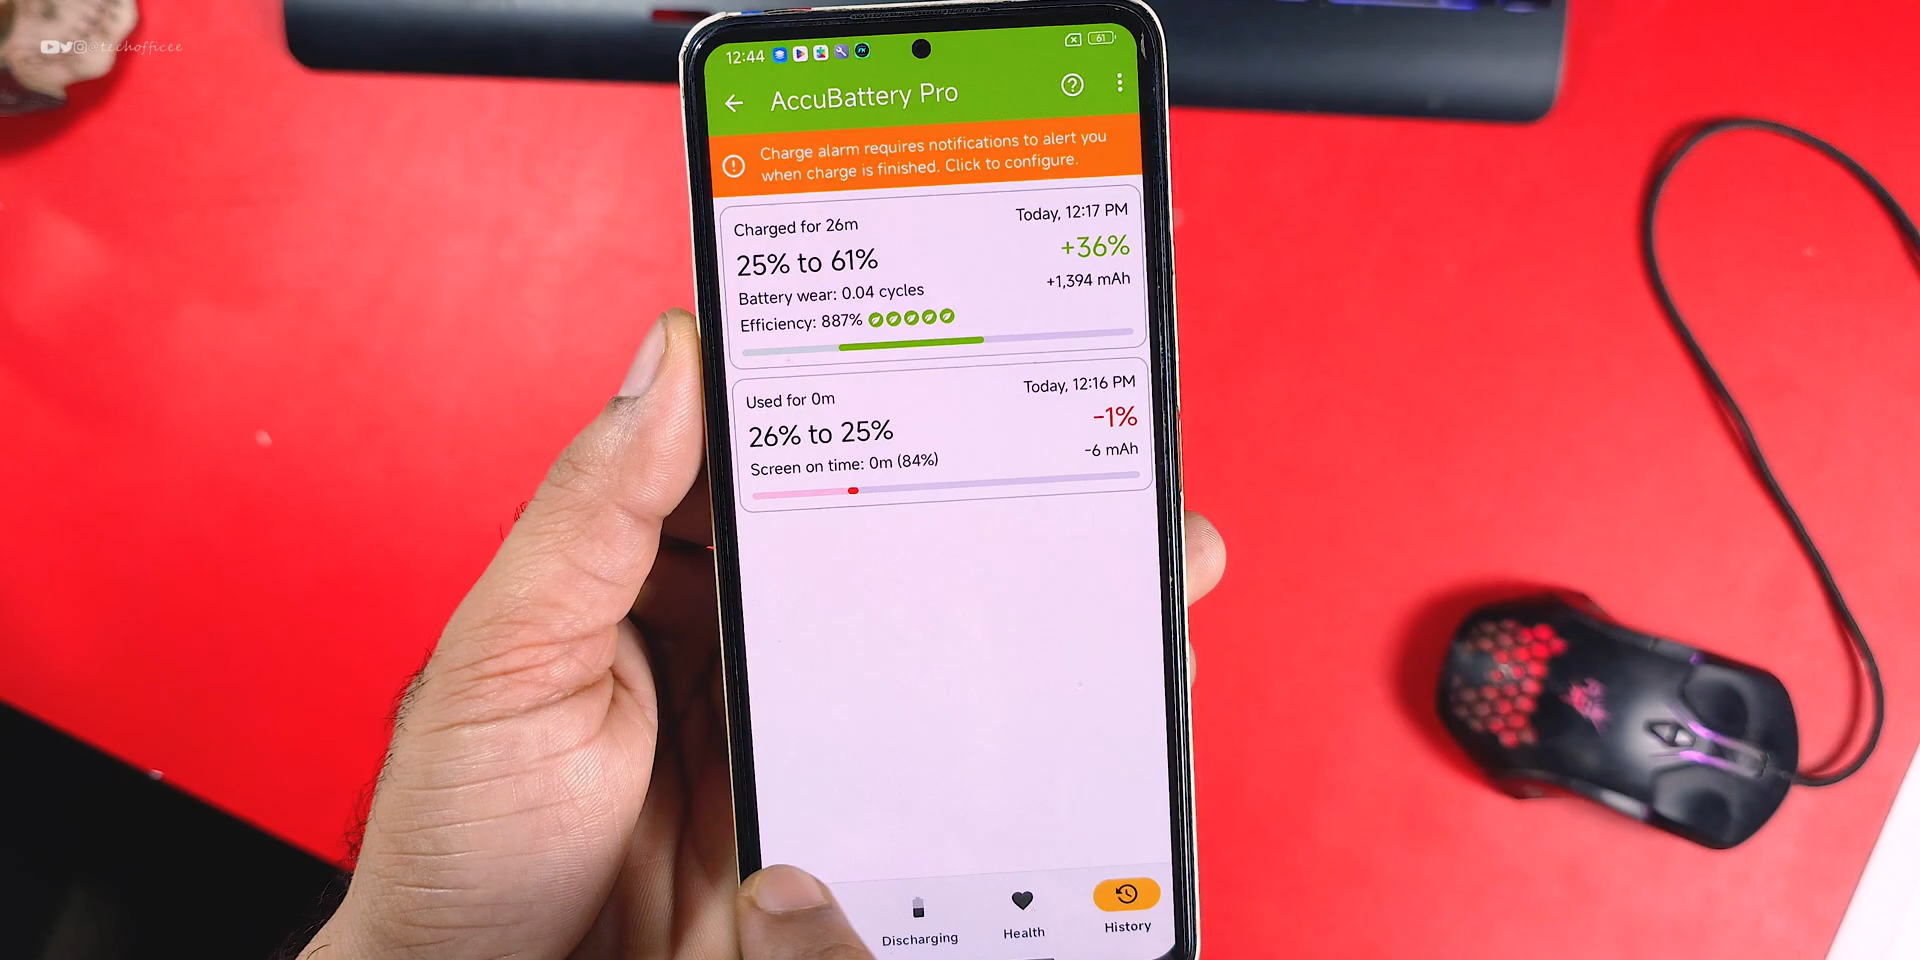 @techofficee
12:44
61
AccuBattery Pro
Charge alarm requires notifications to alert you
when charge is finished. Click to configure.
Charged for 26m
Today, 12:17 PM
25% to 61%
+36%
Battery wear: 0.04 cycles
+1,394 mAh
Efficiency: 887%
Used for 0m
Today, 12:16 PM
26% to 25%
-1%
Screen on time: 0m (84%)
-6 mAh
Discharging
Health
History